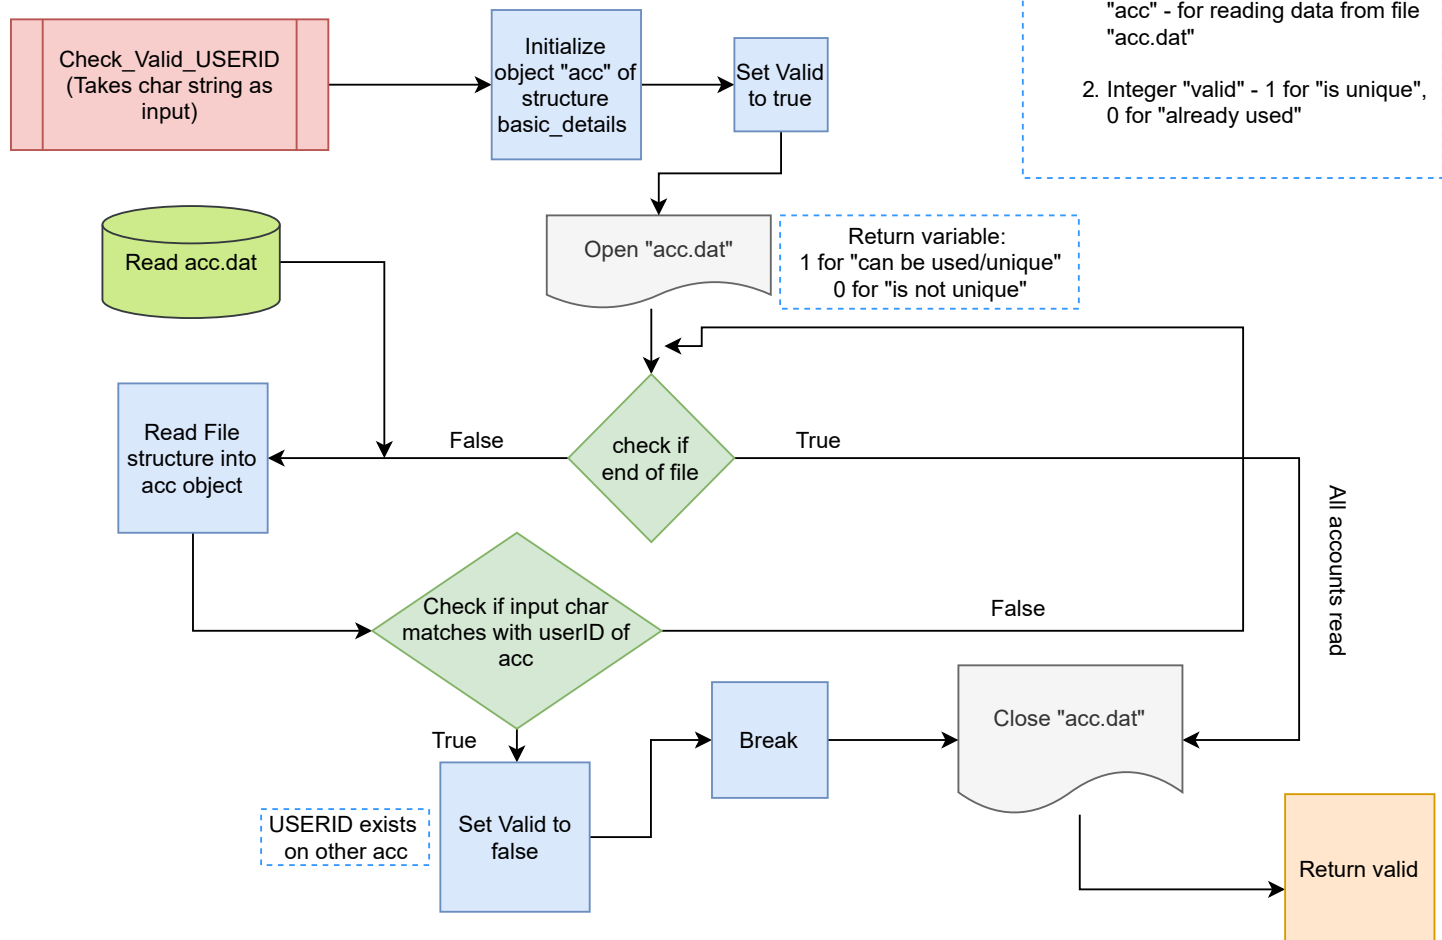 "acc" - for reading data from file
"acc.dat"
2. Integer "valid" - 1 for "is unique",
0 for "already used"
Check_Valid_USERID
(Takes char string as
input)
Initialize
object "acc" of
structure
basic_details
Set Valid
to true
Read acc.dat
Open "acc.dat"
Return variable:
1 for "can be used/unique"
0 for "is not unique"
Read File
structure into
acc object
False
check if
end of file
True
All accounts read
Check if input char
matches with userID of
acc
False
True
USERID exists
on other acc
Set Valid to
false
Break
Close "acc.dat"
Return valid